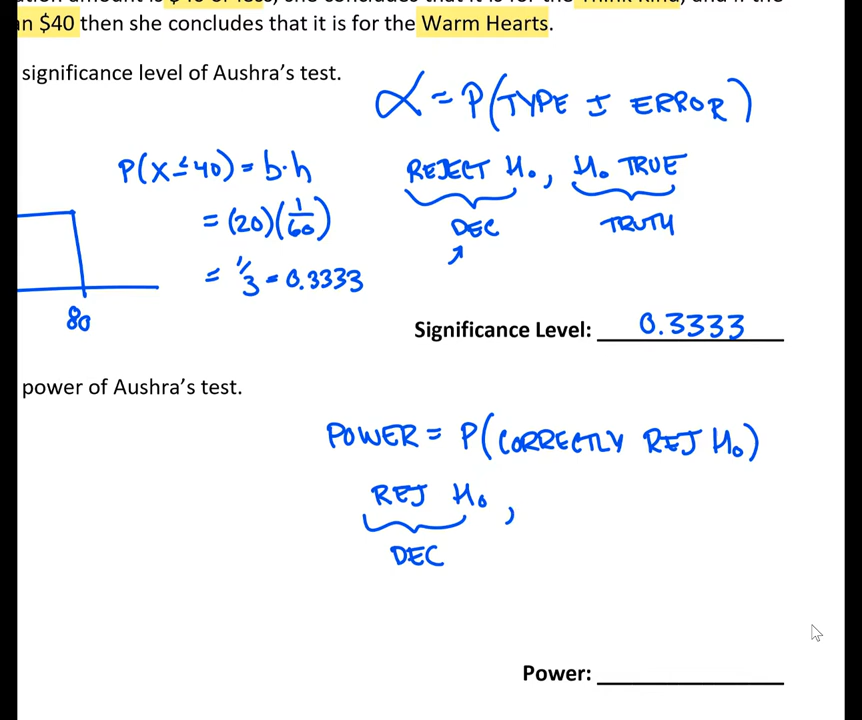 n $40 then she concludes that it is for the Warm Hearts.
significance level of Aushra's test.
α = P(TYPE I ERROR)
P(X ≤ 40) = b·h
= (20)(1/60)
= 1/3 = 0.3333
80
REJECT H₀, H₀ TRUE
DEC TRUTH
Significance Level: 0.3333
power of Aushra's test.
POWER = P(CORRECTLY REJ H₀)
REJ H₀,
DEC
Power: